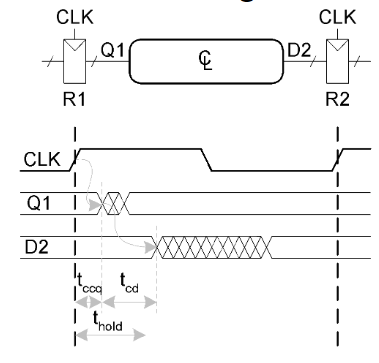 CLK CLK
Q1 CL D2
R1 R2
CLK
Q1
D2
tccq tcd
thold